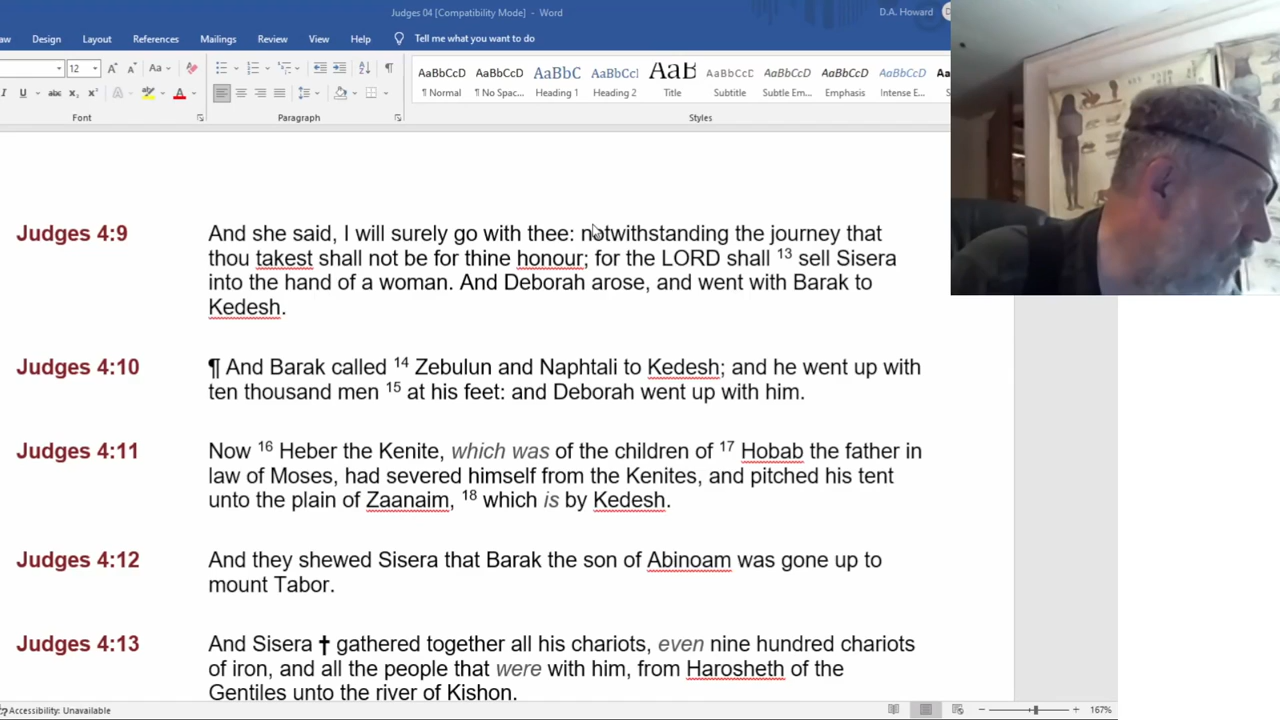 Judges 04 [Compatibility Mode] - Word
D.A. Howard
Design Layout References Mailings Review View Help Tell me what you want to do
12 Aa
AaBbCcD AaBbCcD AaBbC AaBbCcI AaB AaBbCcD AaBbCcD AaBbCcD AaBbCcD
U abc x₂ x² A A
¶ Normal ¶ No Spac... Heading 1 Heading 2 Title Subtitle Subtle Em... Emphasis Intense E...
Font Paragraph Styles
Judges 4:9 And she said, I will surely go with thee: notwithstanding the journey that
thou takest shall not be for thine honour; for the LORD shall 13 sell Sisera
into the hand of a woman. And Deborah arose, and went with Barak to
Kedesh.
Judges 4:10 ¶ And Barak called 14 Zebulun and Naphtali to Kedesh; and he went up with
ten thousand men 15 at his feet: and Deborah went up with him.
Judges 4:11 Now 16 Heber the Kenite, which was of the children of 17 Hobab the father in
law of Moses, had severed himself from the Kenites, and pitched his tent
unto the plain of Zaanaim, 18 which is by Kedesh.
Judges 4:12 And they shewed Sisera that Barak the son of Abinoam was gone up to
mount Tabor.
Judges 4:13 And Sisera ✝ gathered together all his chariots, even nine hundred chariots
of iron, and all the people that were with him, from Harosheth of the
Gentiles unto the river of Kishon.
Accessibility: Unavailable 167%